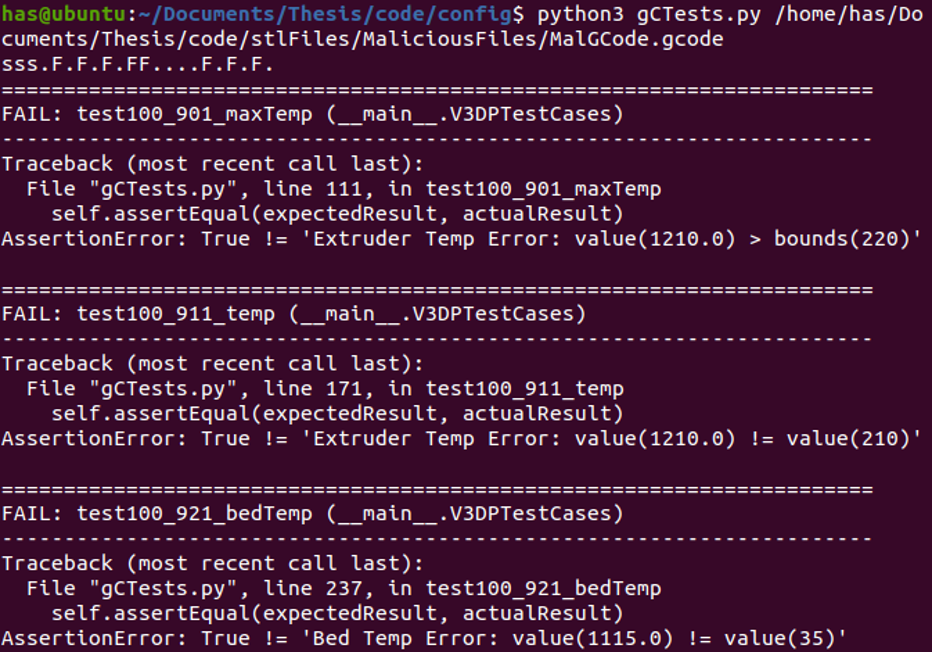 has@ubuntu:~/Documents/Thesis/code/config$ python3 gCTests.py /home/has/Do
cuments/Thesis/code/stlFiles/MaliciousFiles/MalGCode.gcode
sss.F.F.F.FF....F.F.F.
======================================================================
FAIL: test100_901_maxTemp (__main__.V3DPTestCases)
----------------------------------------------------------------------
Traceback (most recent call last):
  File "gCTests.py", line 111, in test100_901_maxTemp
    self.assertEqual(expectedResult, actualResult)
AssertionError: True != 'Extruder Temp Error: value(1210.0) > bounds(220)'

======================================================================
FAIL: test100_911_temp (__main__.V3DPTestCases)
----------------------------------------------------------------------
Traceback (most recent call last):
  File "gCTests.py", line 171, in test100_911_temp
    self.assertEqual(expectedResult, actualResult)
AssertionError: True != 'Extruder Temp Error: value(1210.0) != value(210)'

======================================================================
FAIL: test100_921_bedTemp (__main__.V3DPTestCases)
----------------------------------------------------------------------
Traceback (most recent call last):
  File "gCTests.py", line 237, in test100_921_bedTemp
    self.assertEqual(expectedResult, actualResult)
AssertionError: True != 'Bed Temp Error: value(1115.0) != value(35)'